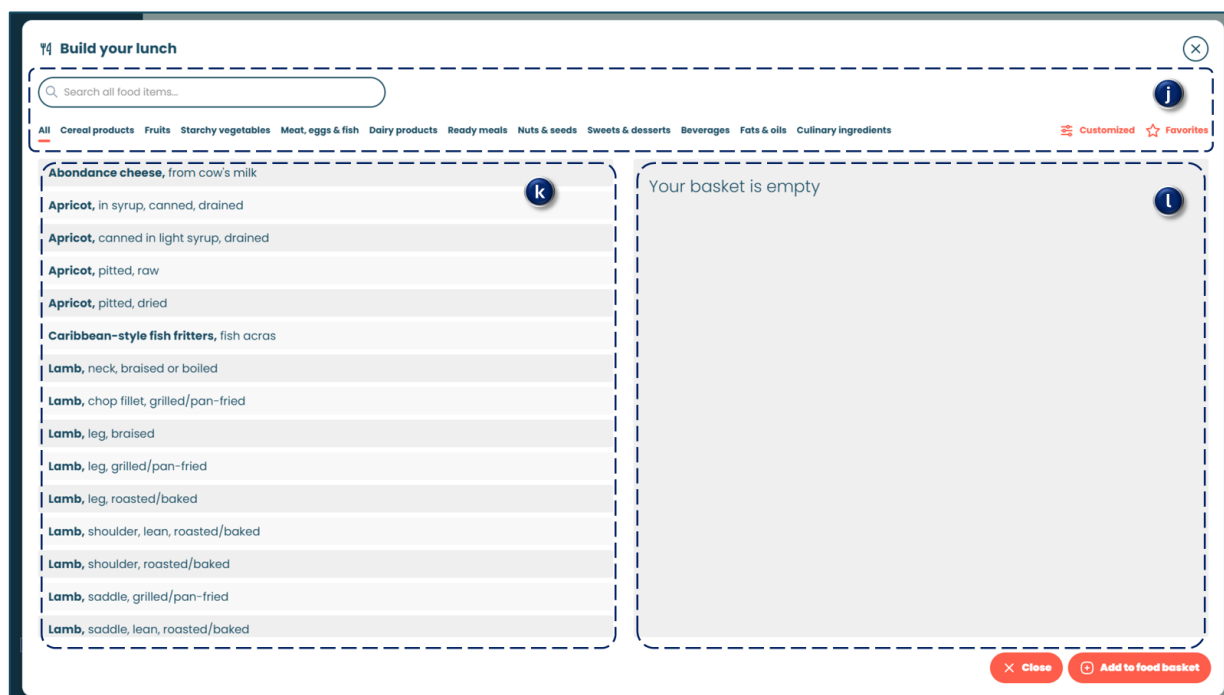 Build your lunch
Search all food items...
j
All Cereal products Fruits Starchy vegetables Meat, eggs & fish Dairy products Ready meals Nuts & seeds Sweets & desserts Beverages Fats & oils Culinary ingredients Customized Favorites
Abondance cheese, from cow's milk
k
Apricot, in syrup, canned, drained
Apricot, canned in light syrup, drained
Apricot, pitted, raw
Apricot, pitted, dried
Caribbean-style fish fritters, fish acras
Lamb, neck, braised or boiled
Lamb, chop fillet, grilled/pan-fried
Lamb, leg, braised
Lamb, leg, grilled/pan-fried
Lamb, leg, roasted/baked
Lamb, shoulder, lean, roasted/baked
Lamb, shoulder, roasted/baked
Lamb, saddle, grilled/pan-fried
Lamb, saddle, lean, roasted/baked
Your basket is empty
l
Close Add to food basket